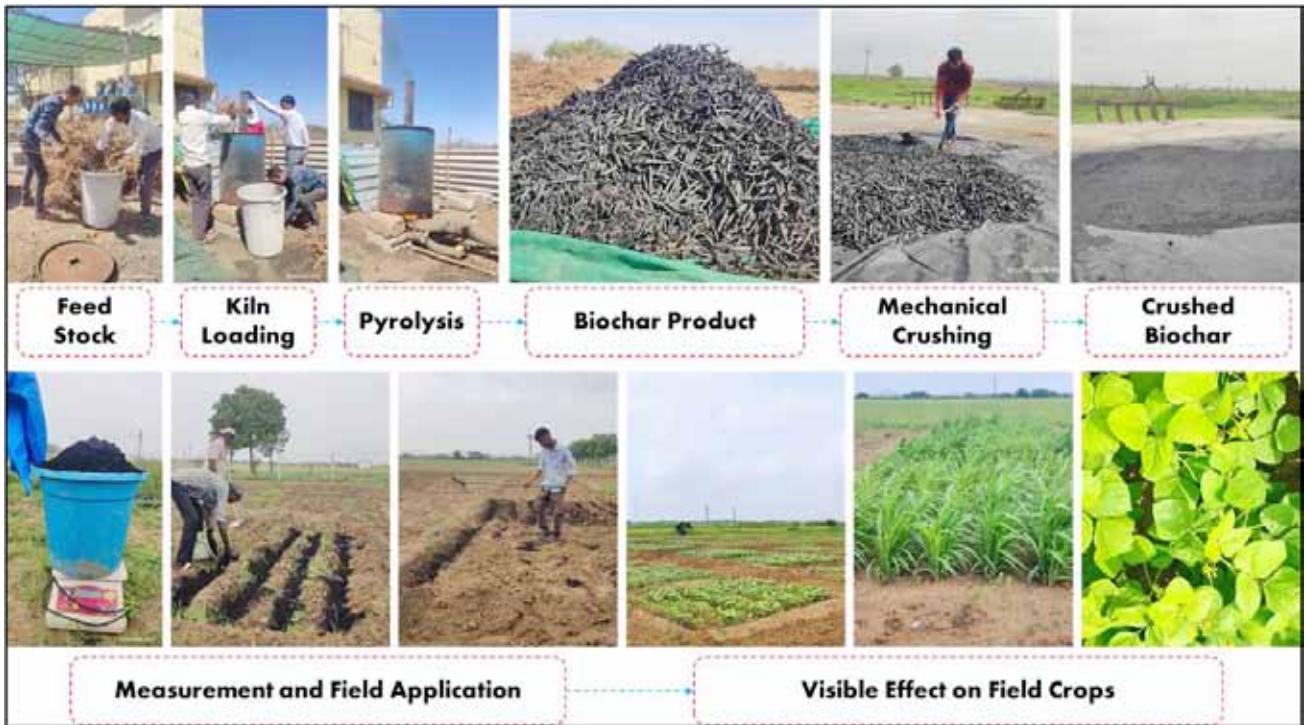 Feed
Stock
Kiln
Loading
Pyrolysis
Biochar Product
Mechanical
Crushing
Crushed
Biochar
Measurement and Field Application
Visible Effect on Field Crops